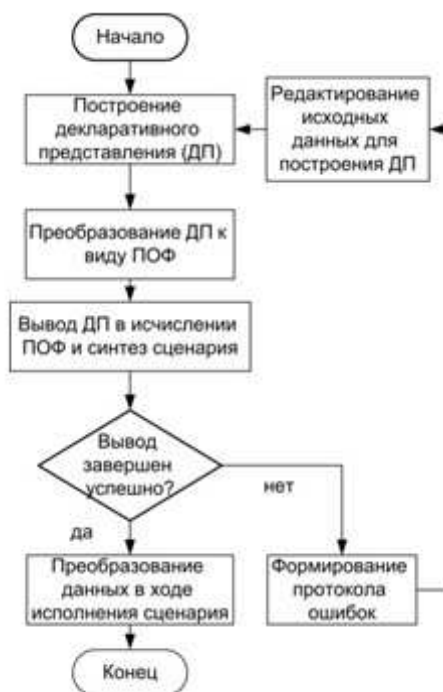 Начало
Построение
декларативного
представления (ДП)
Редактирование
исходных
данных для
построения ДП
Преобразование ДП к
виду ПОФ
Вывод ДП в исчислении
ПОФ и синтез сценария
Вывод
завершен
успешно?
нет
да
Преобразование
данных в ходе
исполнения сценария
Формирование
протокола
ошибок
Конец